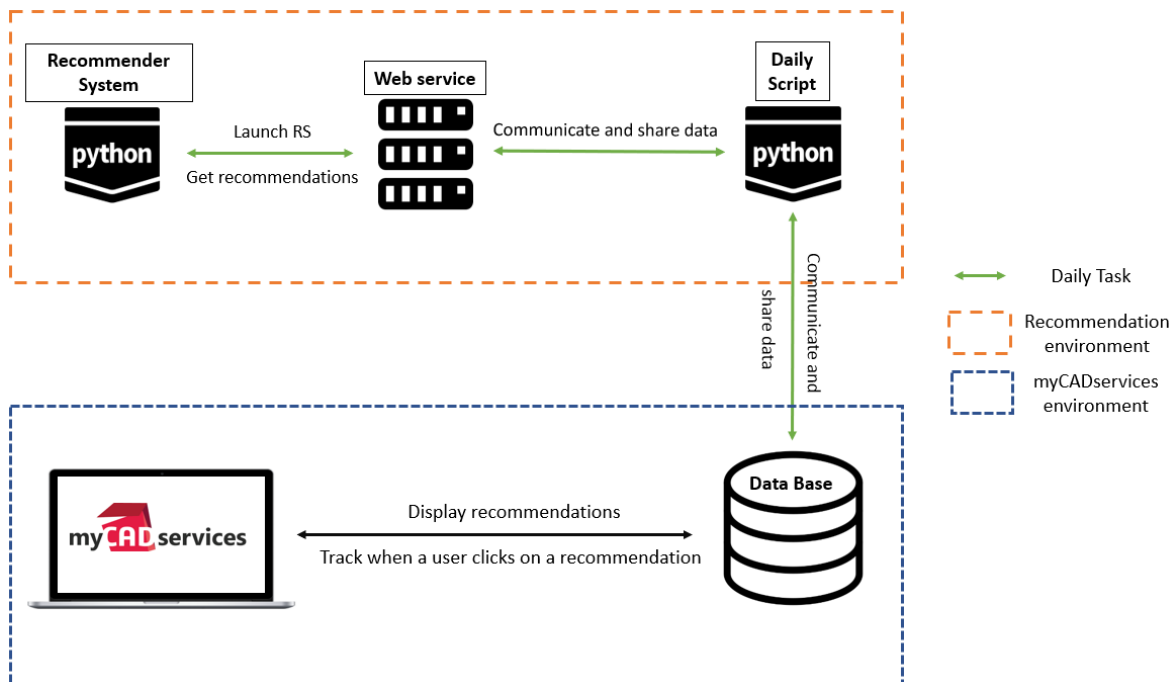 Recommender
System
Web service
Daily
Script
python
Launch RS
Get recommendations
Communicate and share data
python
Communicate and
share data
Daily Task
Recommendation
environment
myCADservices
environment
myCADservices
Display recommendations
Track when a user clicks on a recommendation
Data Base